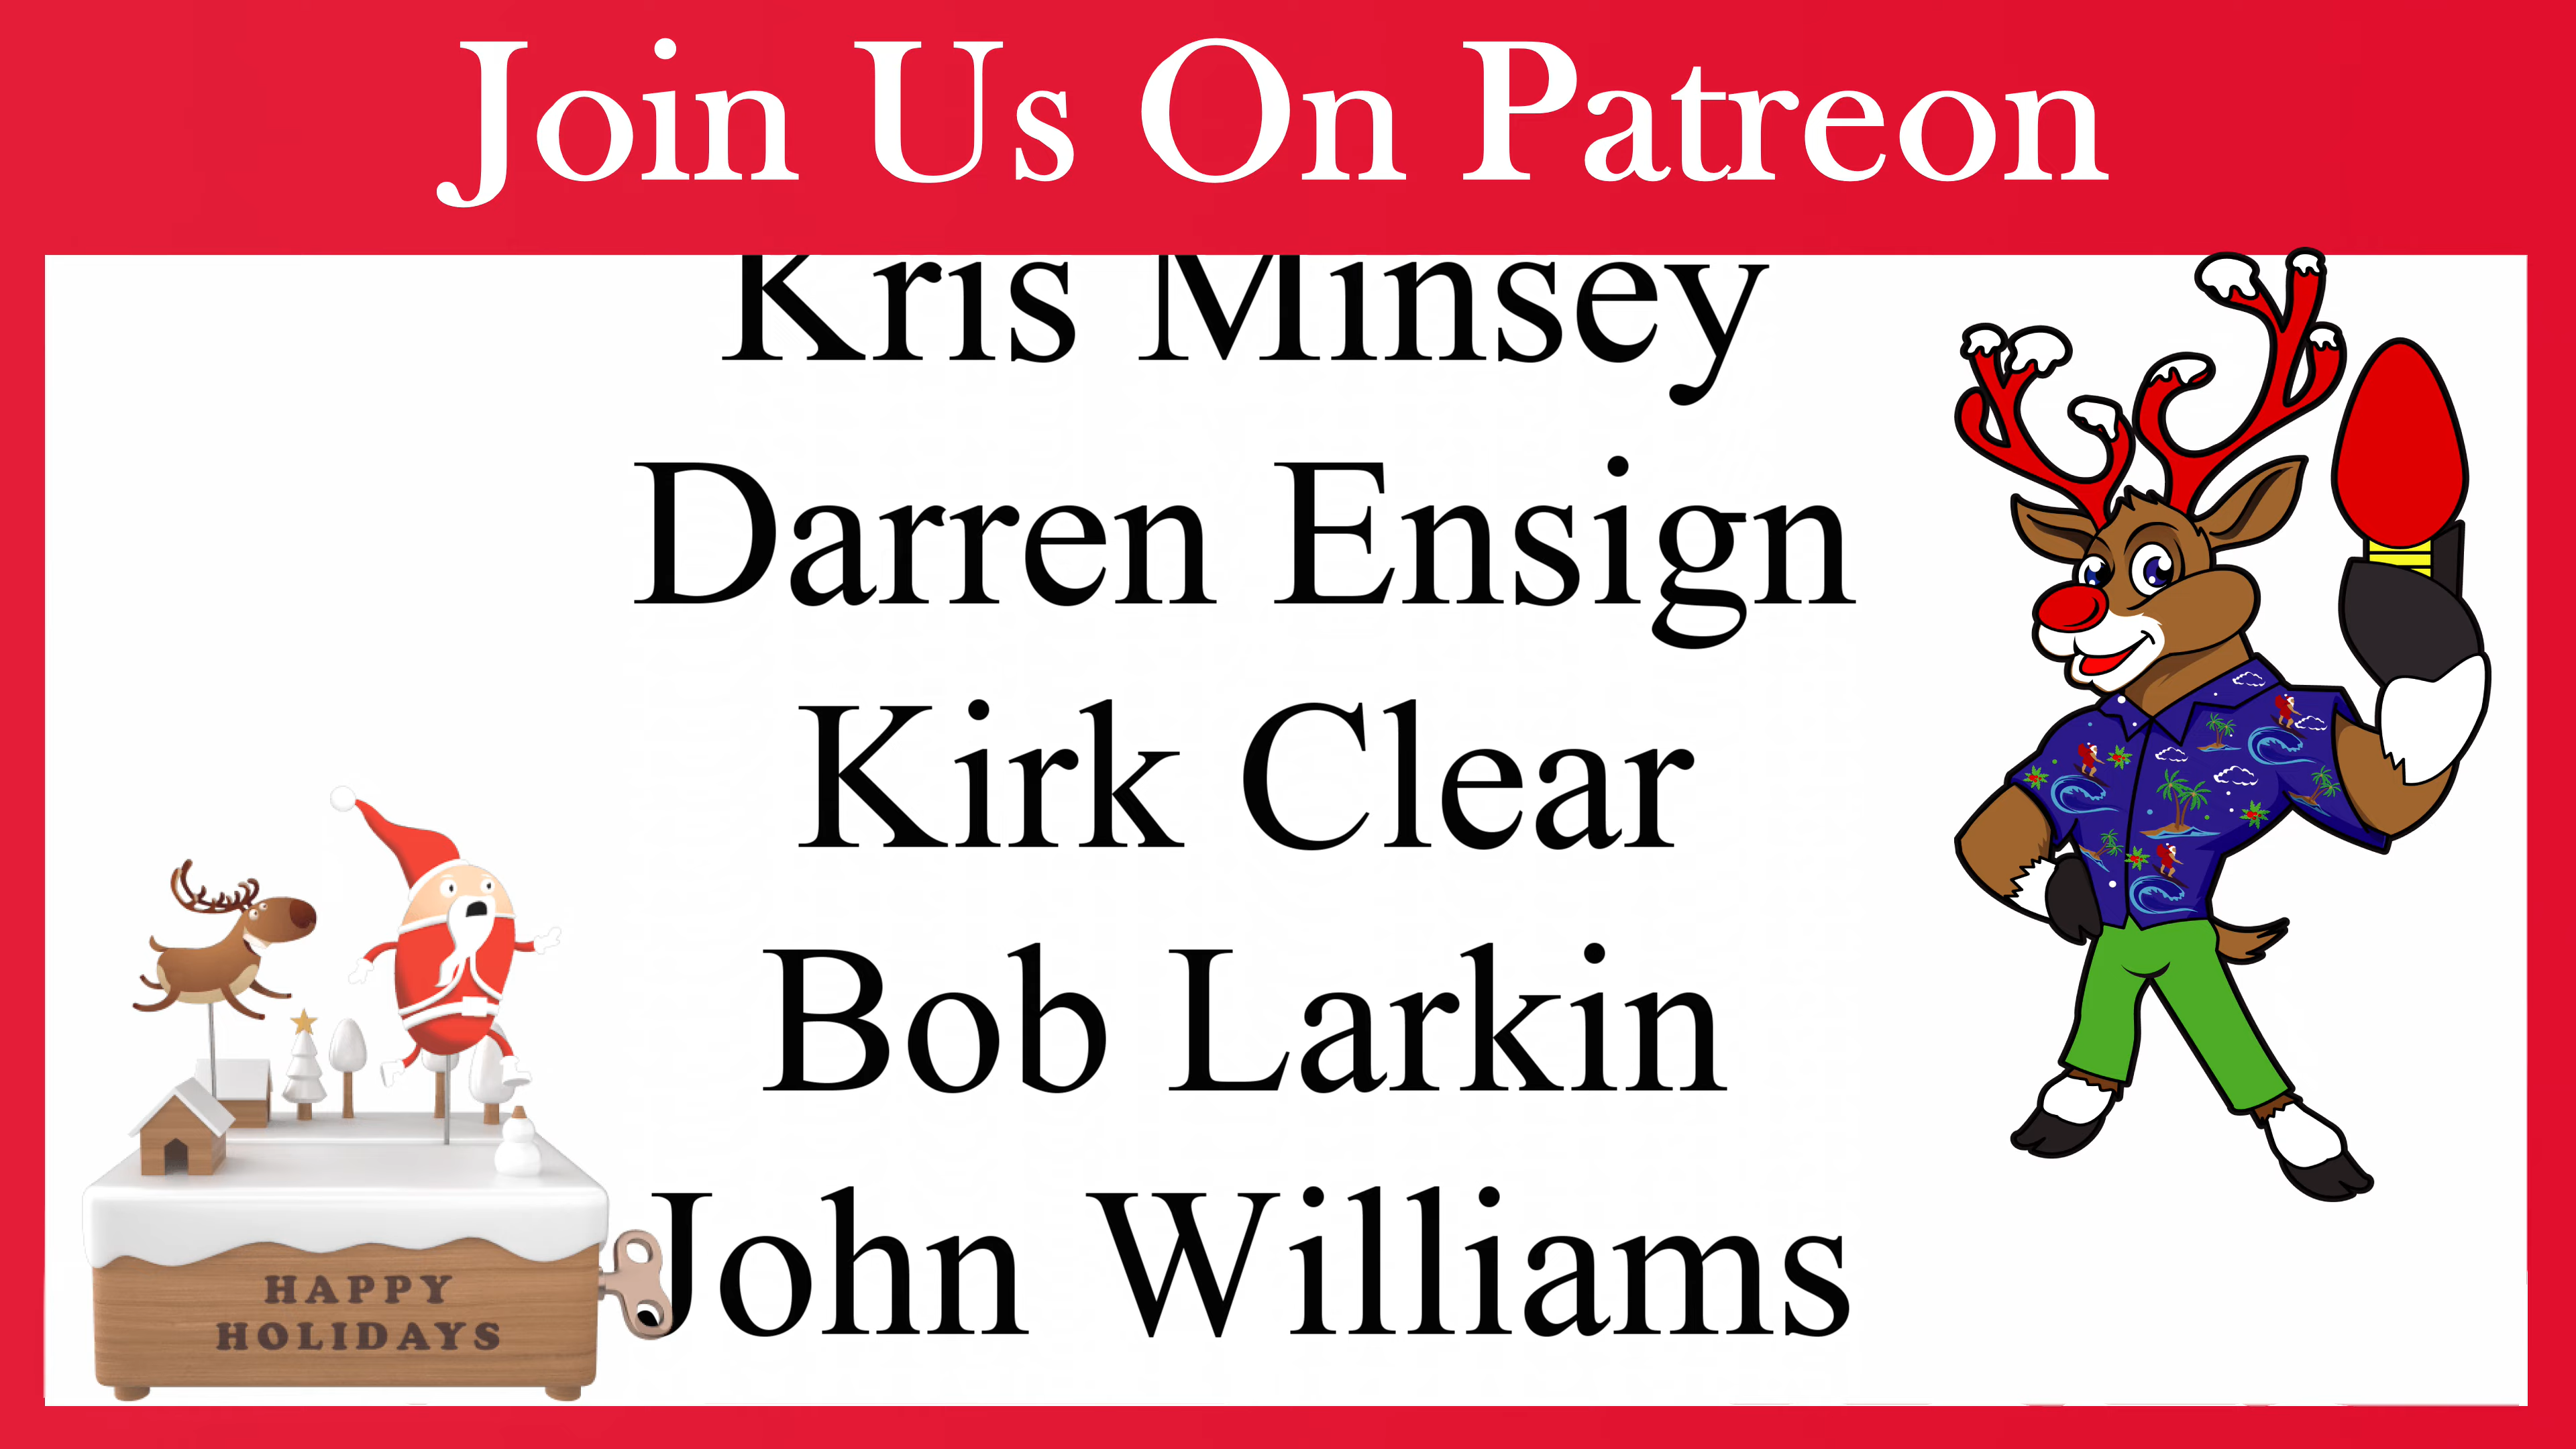 Join Us On Patreon
Kris Minsey
Darren Ensign
Kirk Clear
Bob Larkin
John Williams
HAPPY
HOLIDAYS